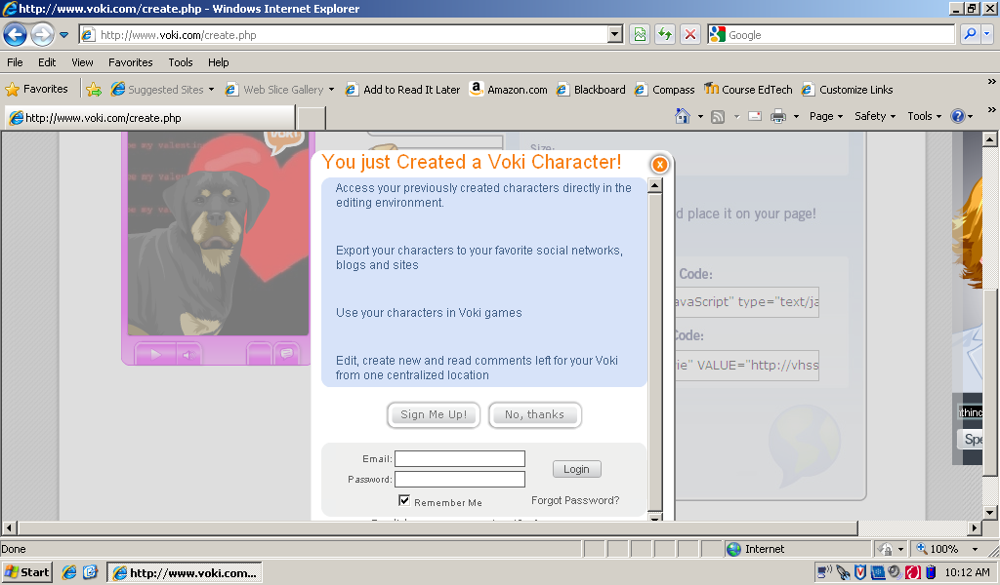 http://www.voki.com/create.php - Windows Internet Explorer
http://www.voki.com/create.php
Google
File Edit View Favorites Tools Help
Favorites Suggested Sites Web Slice Gallery Add to Read It Later Amazon.com Blackboard Compass Course EdTech Customize Links
http://www.voki.com/create.php
Page Safety Tools
Size:
You just Created a Voki Character!
Access your previously created characters directly in the
editing environment.
Export your characters to your favorite social networks,
blogs and sites
Use your characters in Voki games
Edit, create new and read comments left for your Voki
from one centralized location
Sign Me Up! No, thanks
Email:
Password:
Login
Remember Me
Forgot Password?
e my valentine
VOKI
me my valen
me my
d place it on your page!
Code:
avaScript" type="text/ja
Code:
ie" VALUE="http://vhss
ithinc
Spe
Done
Internet
100%
Start
http://www.voki.com...
10:12 AM